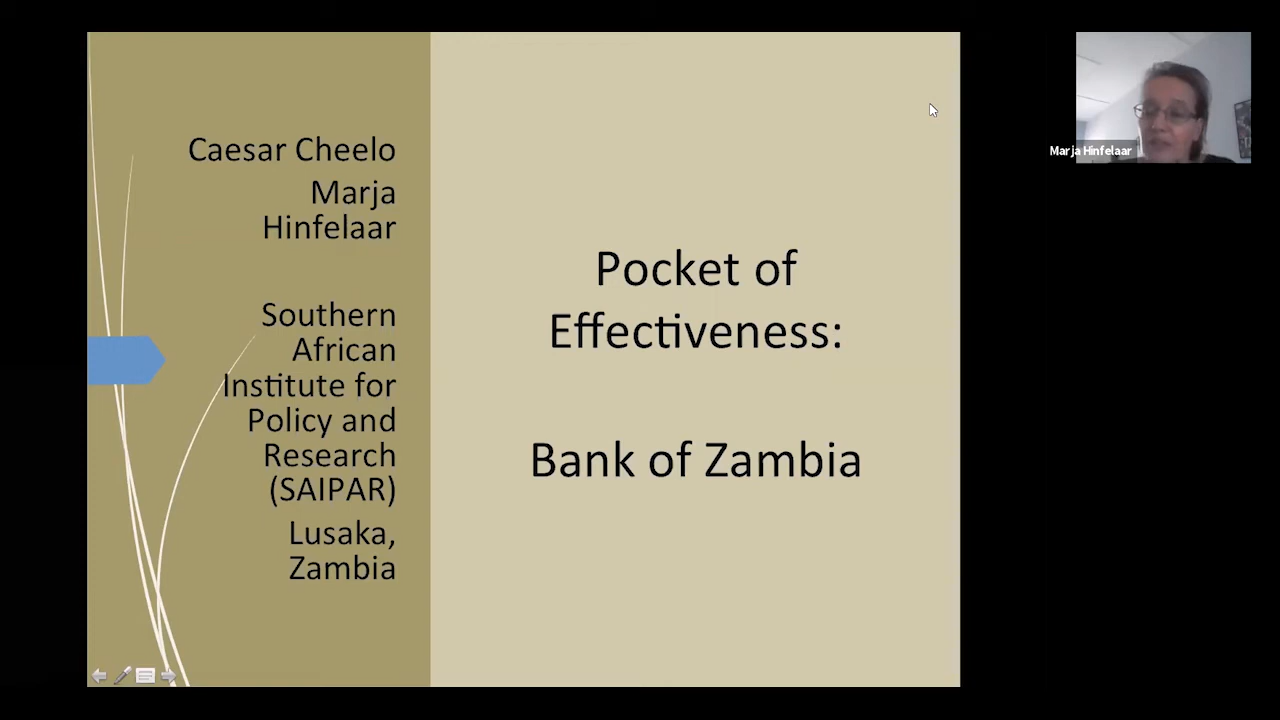 Caesar Cheelo
Marja
Hinfelaar
Southern
African
Institute for
Policy and
Research
(SAIPAR)
Lusaka,
Zambia
Pocket of
Effectiveness:
Bank of Zambia
Marja Hinfelaar